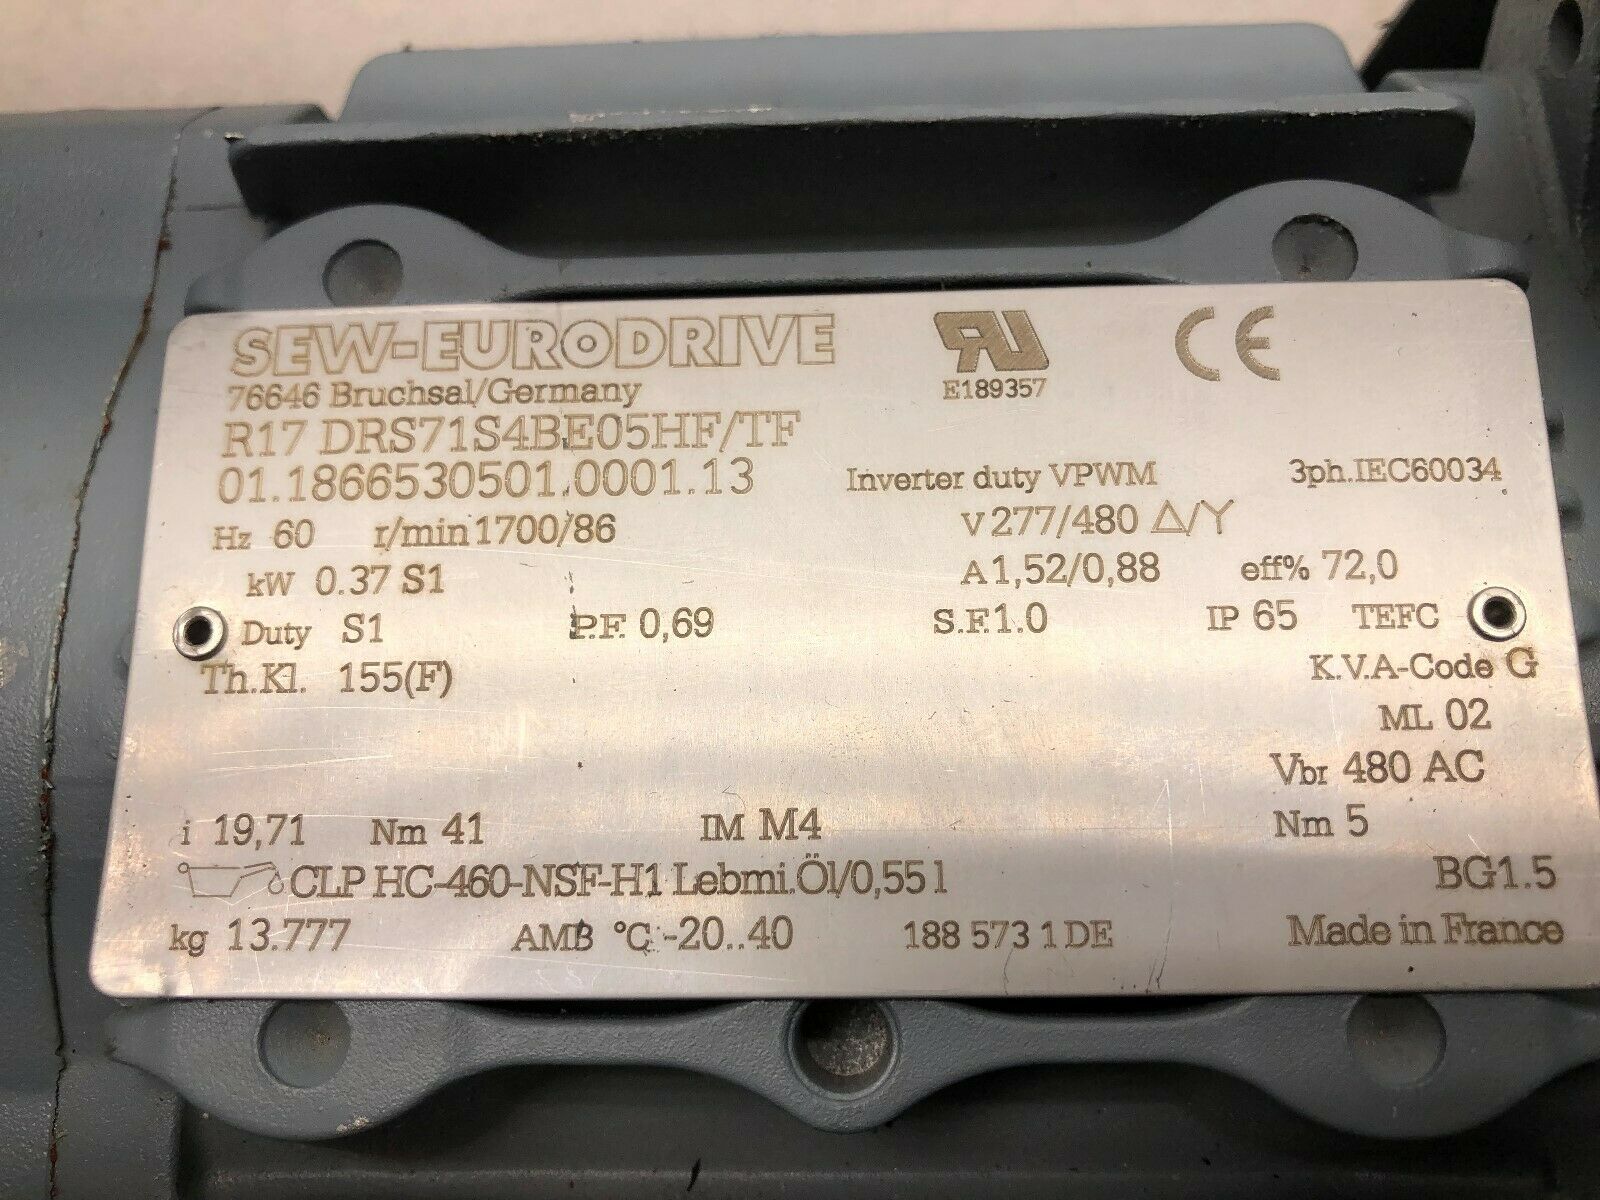 SEW-EURODRIVE
76646 Bruchsal/Germany
E189357
CE
R17 DRS71S4BE05HF/TF
01.1866530501.0001.13
Inverter duty VPWM 3ph.IEC60034
Hz 60 r/min 1700/86 V 277/480 Δ/Y
kW 0.37 S1 A 1,52/0,88 eff% 72,0
Duty S1 P.F. 0,69 S.F.1.0 IP 65 TEFC
Th.Kl. 155(F) K.V.A-Code G
ML 02
Vbr 480 AC
i 19,71 Nm 41 IM M4 Nm 5
CLP HC-460-NSF-H1 Lebmi.Öl/0,55 l BG1.5
kg 13.777 AMB °C -20..40 188 573 1 DE Made in France